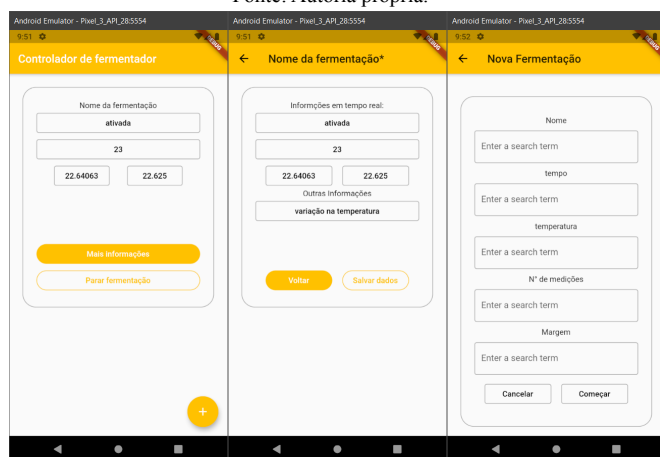 Fonte: Autoria própria.
Android Emulator - Pixel_3_API_28:5554
9:51
DEBUG
Controlador de fermentador
Nome da fermentação
ativada
23
22.64063 22.625
Mais informações
Parar fermentação
+
Android Emulator - Pixel_3_API_28:5554
9:51
DEBUG
Nome da fermentação*
Informções em tempo real:
ativada
23
22.64063 22.625
Outras Informações
variação na temperatura
Voltar Salvar dados
Android Emulator - Pixel_3_API_28:5554
9:52
DEBUG
Nova Fermentação
Nome
Enter a search term
tempo
Enter a search term
temperatura
Enter a search term
N° de medições
Enter a search term
Margem
Enter a search term
Cancelar Começar